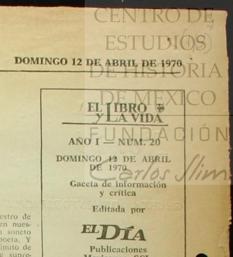 CENTRO DE
ESTUDIOS
DOMINGO 12 DE ABRIL DE 1970
DE HISTORIA
DE MEXICO
EL LIBRO
y LA VIDA
FUNDACIÓN
AÑO I — NUM. 20
DOMINGO 12 DE ABRIL
DE 1970
Carlos Slim
Gaceta de información
y crítica
Editada por
EL DÍA
Publicaciones